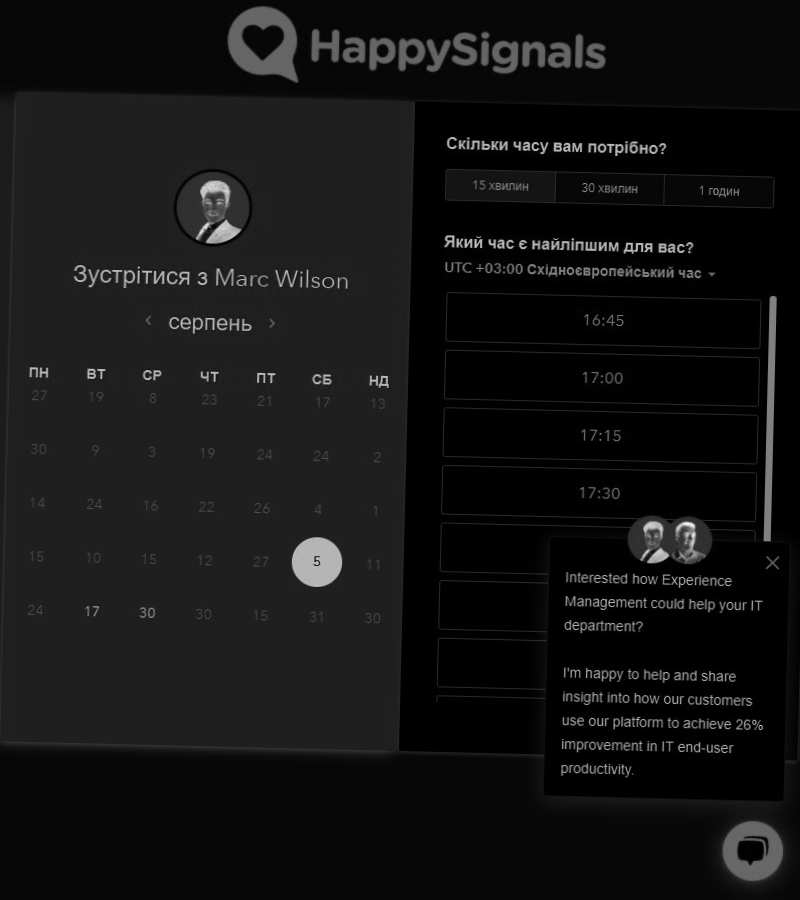 HappySignals
Зустрітися з Marc Wilson
серпень
ПН ВТ СР ЧТ ПТ СБ НД
27 19 8 23 21 17 13
30 9 3 19 24 24 2
14 24 16 22 26 4 1
15 10 15 12 27 5 11
24 17 30 30 15 31 30
Скільки часу вам потрібно?
15 хвилин 30 хвилин 1 годин
Який час є найліпшим для вас?
UTC +03:00 Східноєвропейський час
16:45
17:00
17:15
17:30
Interested how Experience
Management could help your IT
department?
I'm happy to help and share
insight into how our customers
use our platform to achieve 26%
improvement in IT end-user
productivity.